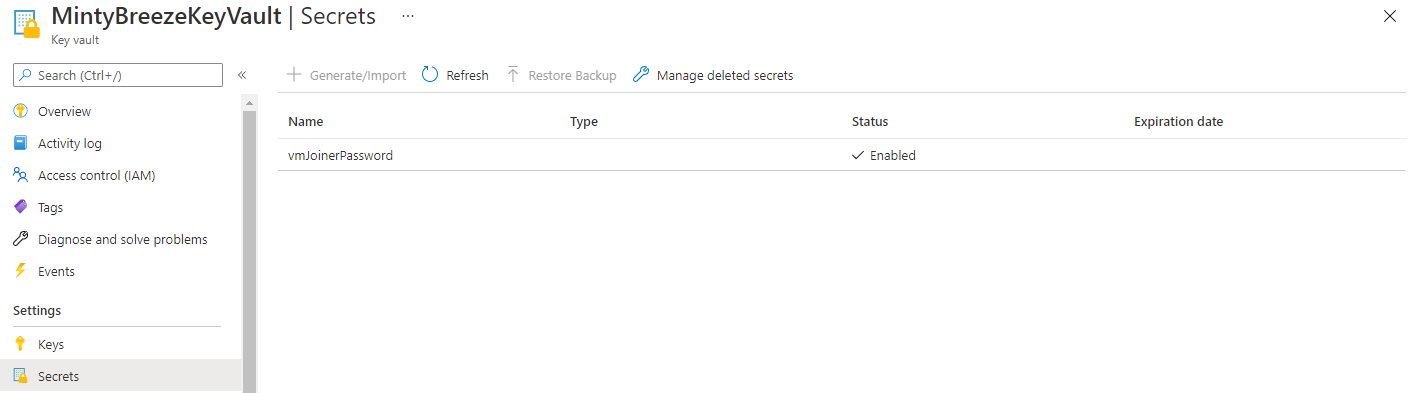 MintyBreezeKeyVault | Secrets ...
Key vault
Search (Ctrl+/) «
Overview
Activity log
Access control (IAM)
Tags
Diagnose and solve problems
Events
Settings
Keys
Secrets
Generate/Import Refresh Restore Backup Manage deleted secrets
Name Type Status Expiration date
vmJoinerPassword Enabled